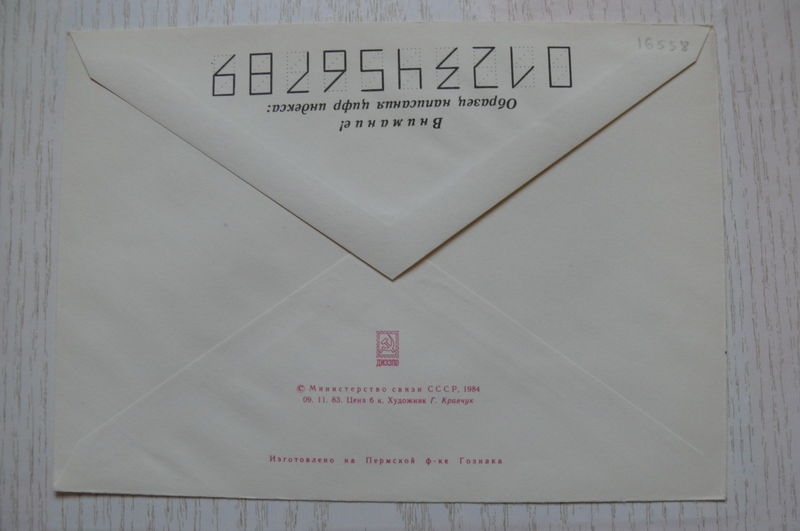 16558
Внимание!
Образец написания цифр индекса:
0123456789
ДИЭЗПО
© Министерство связи СССР, 1984
09. 11. 83. Цена 6 к. Художник Г. Кравчук
Изготовлено на Пермской ф-ке Гознака